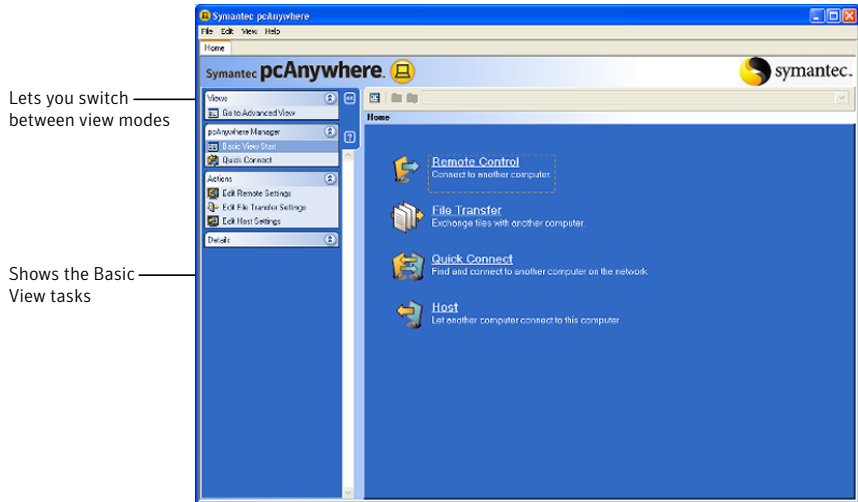 Symantec pcAnywhere
File Edit View Help
Home
Symantec pcAnywhere.
symantec.
Lets you switch
between view modes
Views
Go to Advanced View
pcAnywhere Manager
Basic View Start
Quick Connect
Actions
Edit Remote Settings
Edit File Transfer Settings
Edit Host Settings
Details
Shows the Basic
View tasks
?
Home
Remote Control
Connect to another computer.
File Transfer
Exchange files with another computer.
Quick Connect
Find and connect to another computer on the network.
Host
Let another computer connect to this computer.